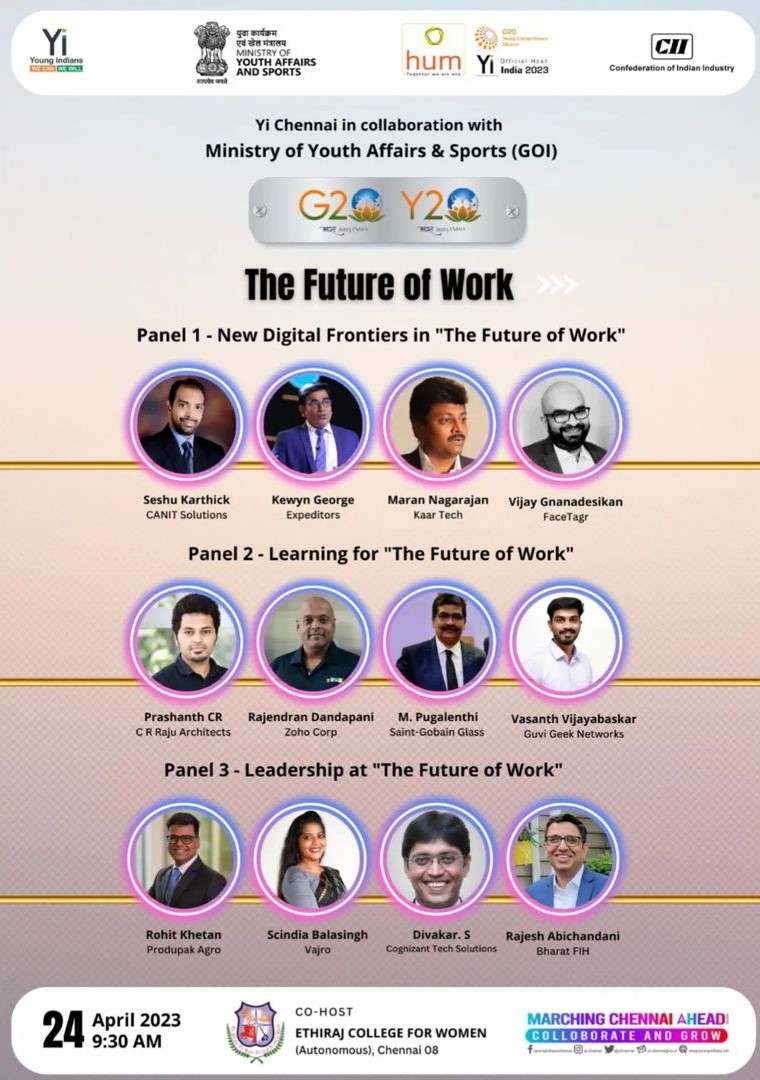 Yi
Young Indians
WE CAN WE WILL
युवा कार्यक्रम
एवं खेल मंत्रालय
MINISTRY OF
YOUTH AFFAIRS
AND SPORTS
सत्यमेव जयते
hum
Together we are one
G20
Young Entrepreneurs
Alliance
Yi Official Host
India 2023
CII
Confederation of Indian Industry
Yi Chennai in collaboration with
Ministry of Youth Affairs & Sports (GOI)
G20 Y20
भारत 2023 INDIA भारत 2023 INDIA
The Future of Work >>>
Panel 1 - New Digital Frontiers in "The Future of Work"
Seshu Karthick Kewyn George Maran Nagarajan Vijay Gnanadesikan
CANIT Solutions Expeditors Kaar Tech FaceTagr
Panel 2 - Learning for "The Future of Work"
Prashanth CR Rajendran Dandapani M. Pugalenthi Vasanth Vijayabaskar
C R Raju Architects Zoho Corp Saint-Gobain Glass Guvi Geek Networks
Panel 3 - Leadership at "The Future of Work"
Rohit Khetan Scindia Balasingh Divakar. S Rajesh Abichandani
Produpak Agro Vajro Cognizant Tech Solutions Bharat FIH
24 April 2023
9:30 AM
CO-HOST
ETHIRAJ COLLEGE FOR WOMEN
(Autonomous), Chennai 08
MARCHING CHENNAI AHEAD
COLLOBORATE AND GROW